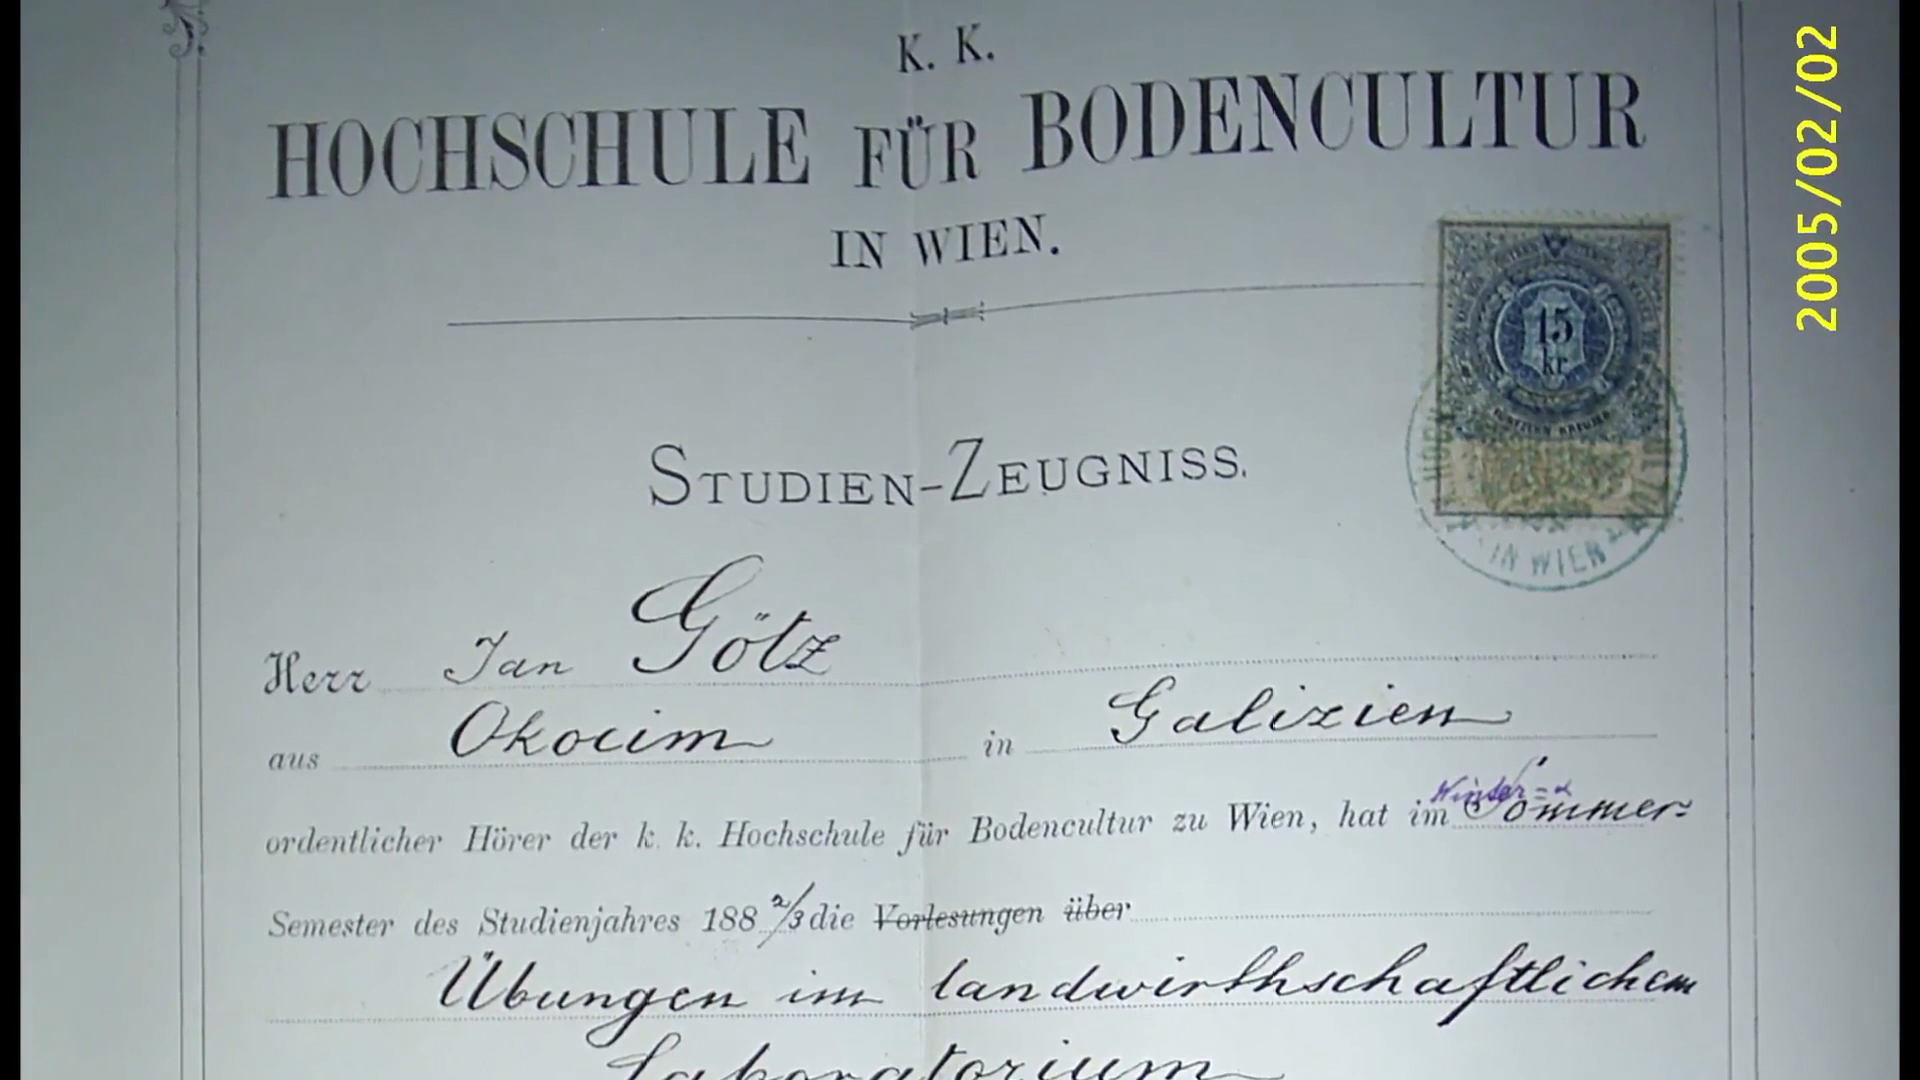 K. K.
HOCHSCHULE FÜR BODENCULTUR
IN WIEN.
2005/02/02
15
kr
IN WIEN
STUDIEN-ZEUGNISS.
Herr Jan Götz
aus Okocim in Galizien
Winter=
ordentlicher Hörer der k. k. Hochschule für Bodencultur zu Wien, hat im Sommer=
Semester des Studienjahres 188 2/3 die Vorlesungen über
Übungen im landwirthschaftlichem
Laboratorium